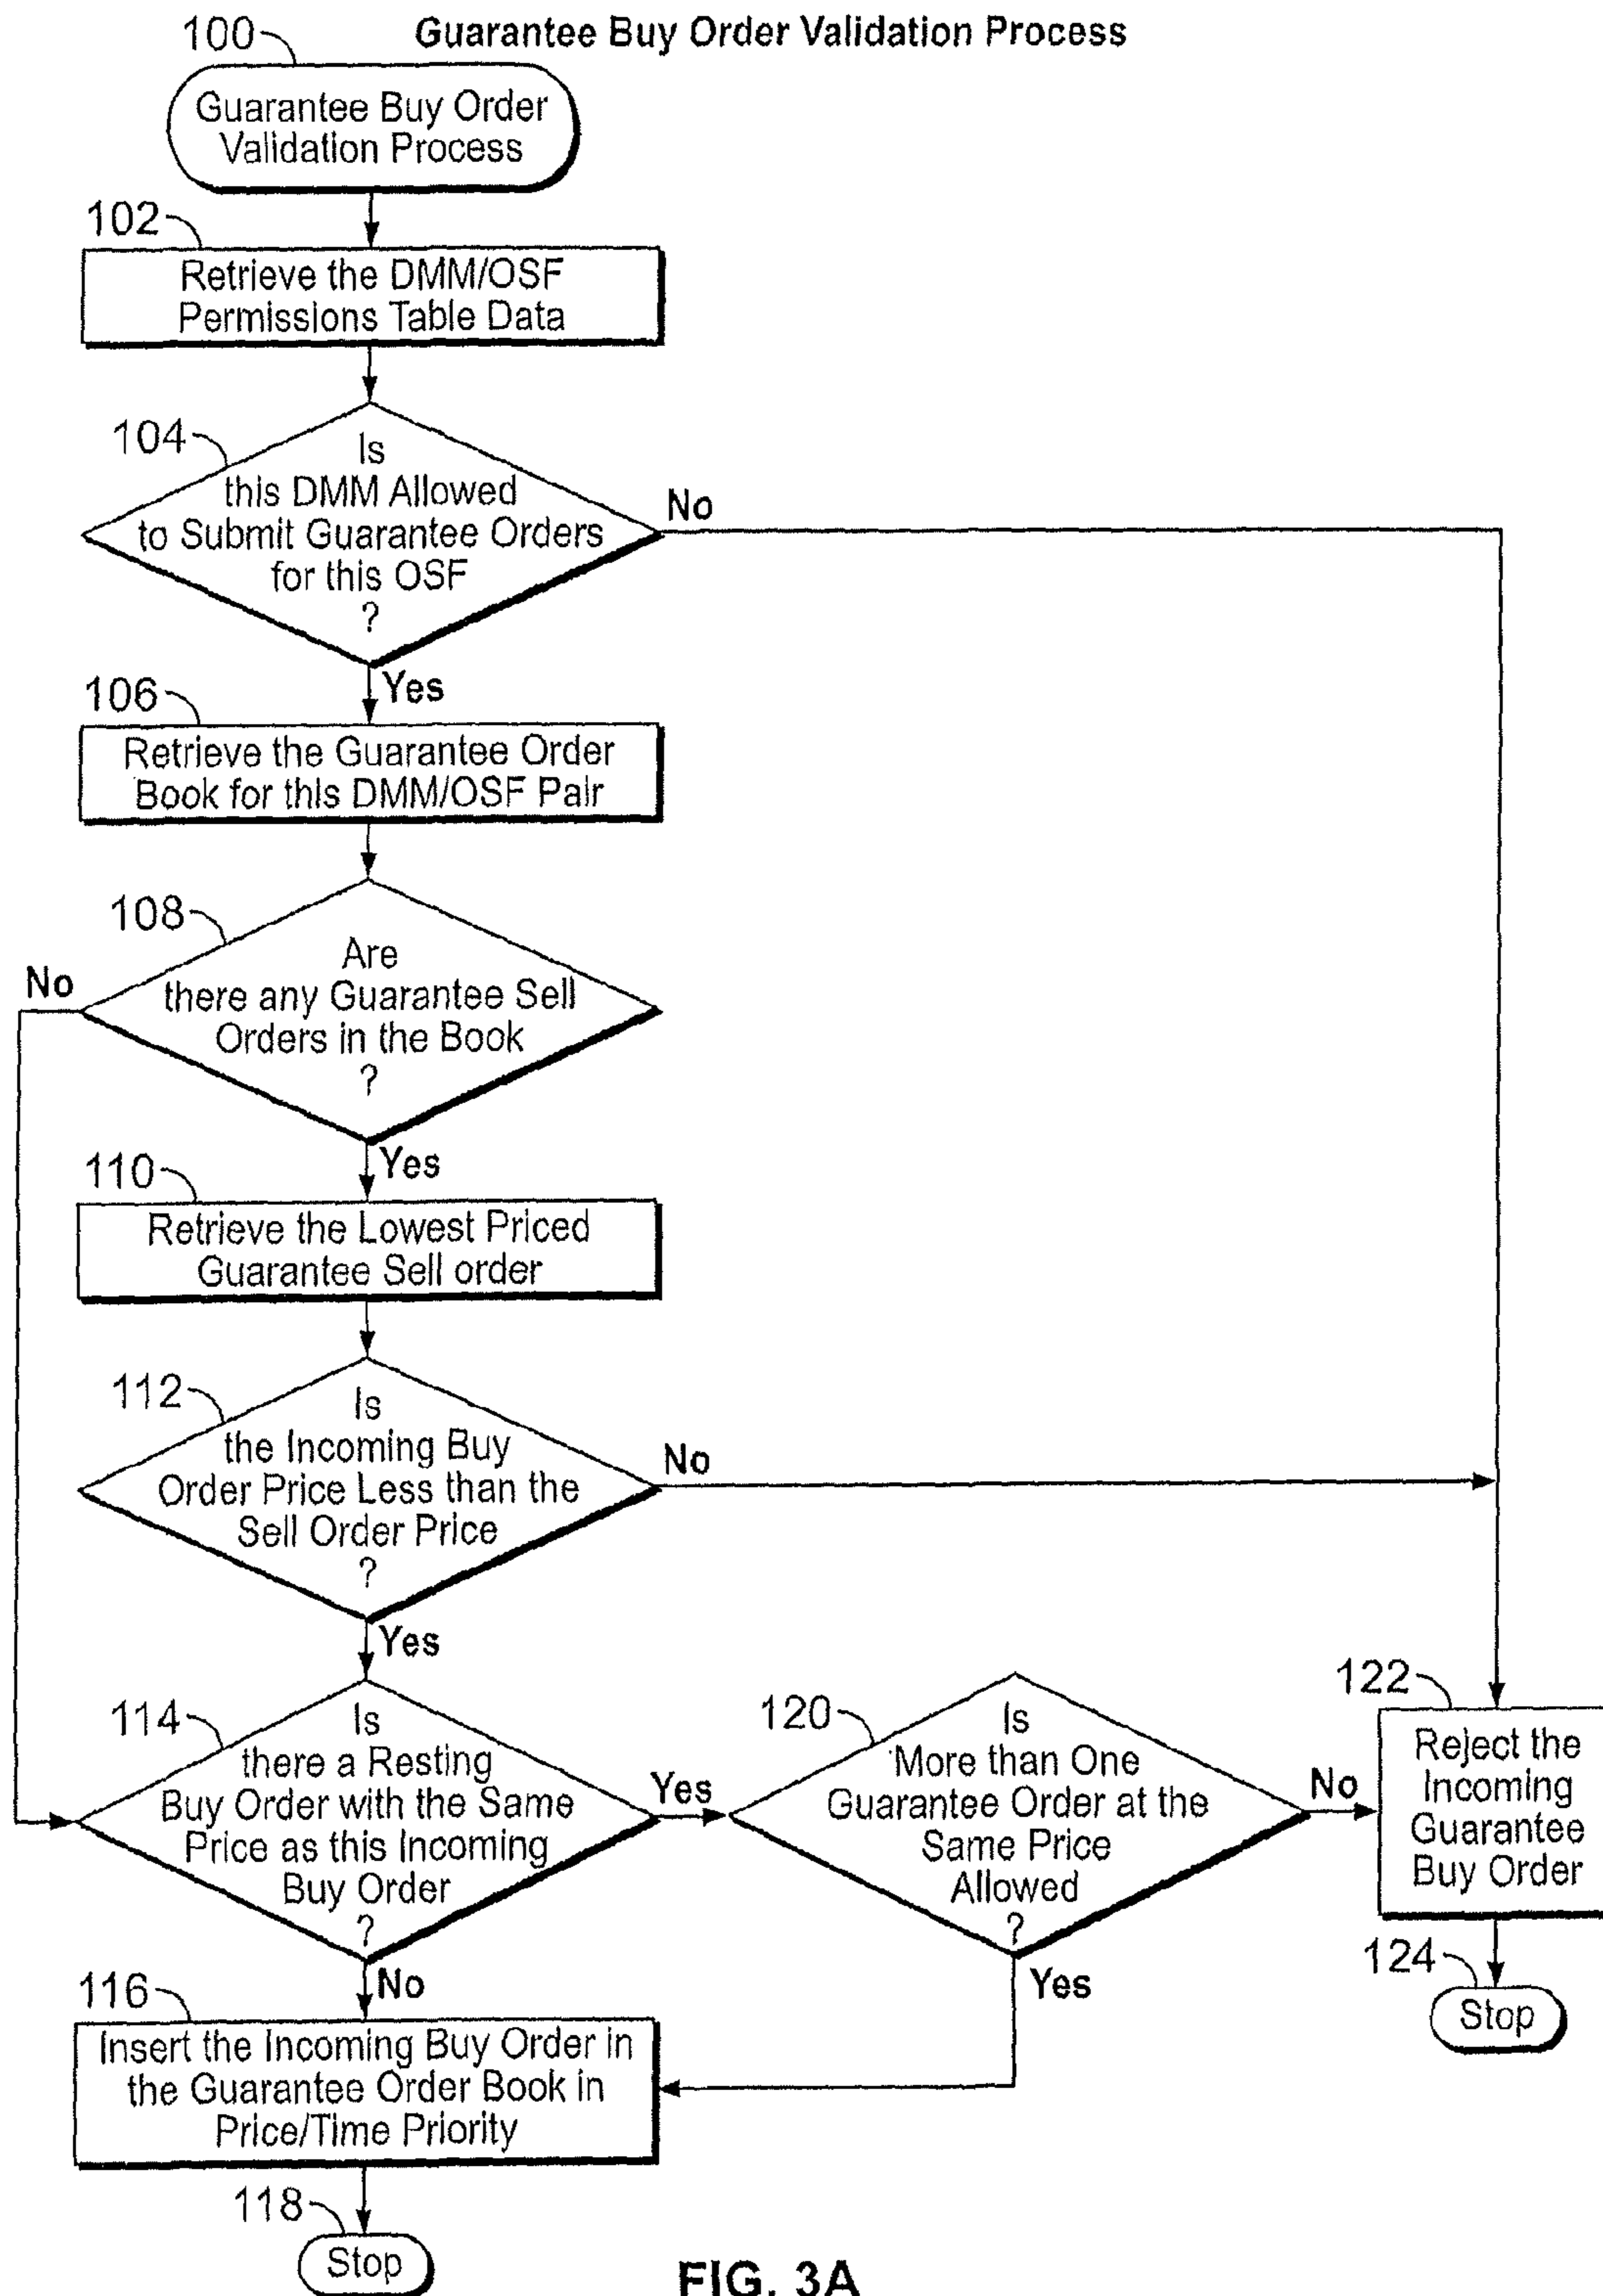 Guarantee Buy Order Validation Process
100
Guarantee Buy Order
Validation Process
102
Retrieve the DMM/OSF
Permissions Table Data
104
Is
this DMM Allowed
to Submit Guarantee Orders
for this OSF
?
No
Yes
106
Retrieve the Guarantee Order
Book for this DMM/OSF Pair
108
Are
there any Guarantee Sell
Orders in the Book
?
No
Yes
110
Retrieve the Lowest Priced
Guarantee Sell order
112
Is
the Incoming Buy
Order Price Less than the
Sell Order Price
?
No
Yes
114
Is
there a Resting
Buy Order with the Same
Price as this Incoming
Buy Order
?
Yes
No
120
Is
More than One
Guarantee Order at the
Same Price
Allowed
?
No
Yes
122
Reject the
Incoming
Guarantee
Buy Order
124
Stop
116
Insert the Incoming Buy Order in
the Guarantee Order Book in
Price/Time Priority
118
Stop
FIG. 3A